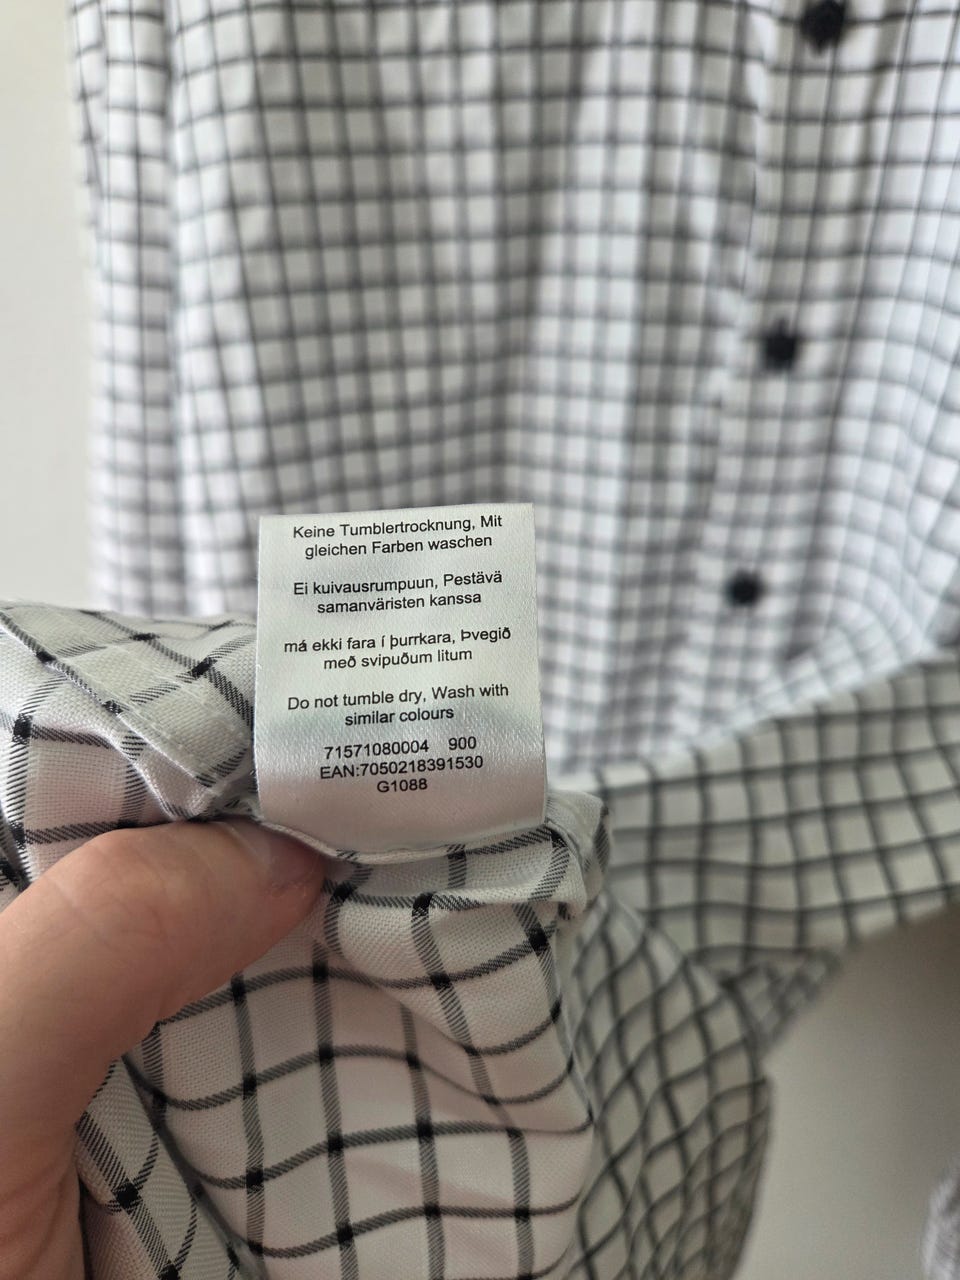 Keine Tumblertrocknung, Mit
gleichen Farben waschen
Ei kuivausrumpuun, Pestävä
samanväristen kanssa
má ekki fara í þurrkara, Þvegið
með svipuðum litum
Do not tumble dry, Wash with
similar colours
71571080004 900
EAN:7050218391530
G1088